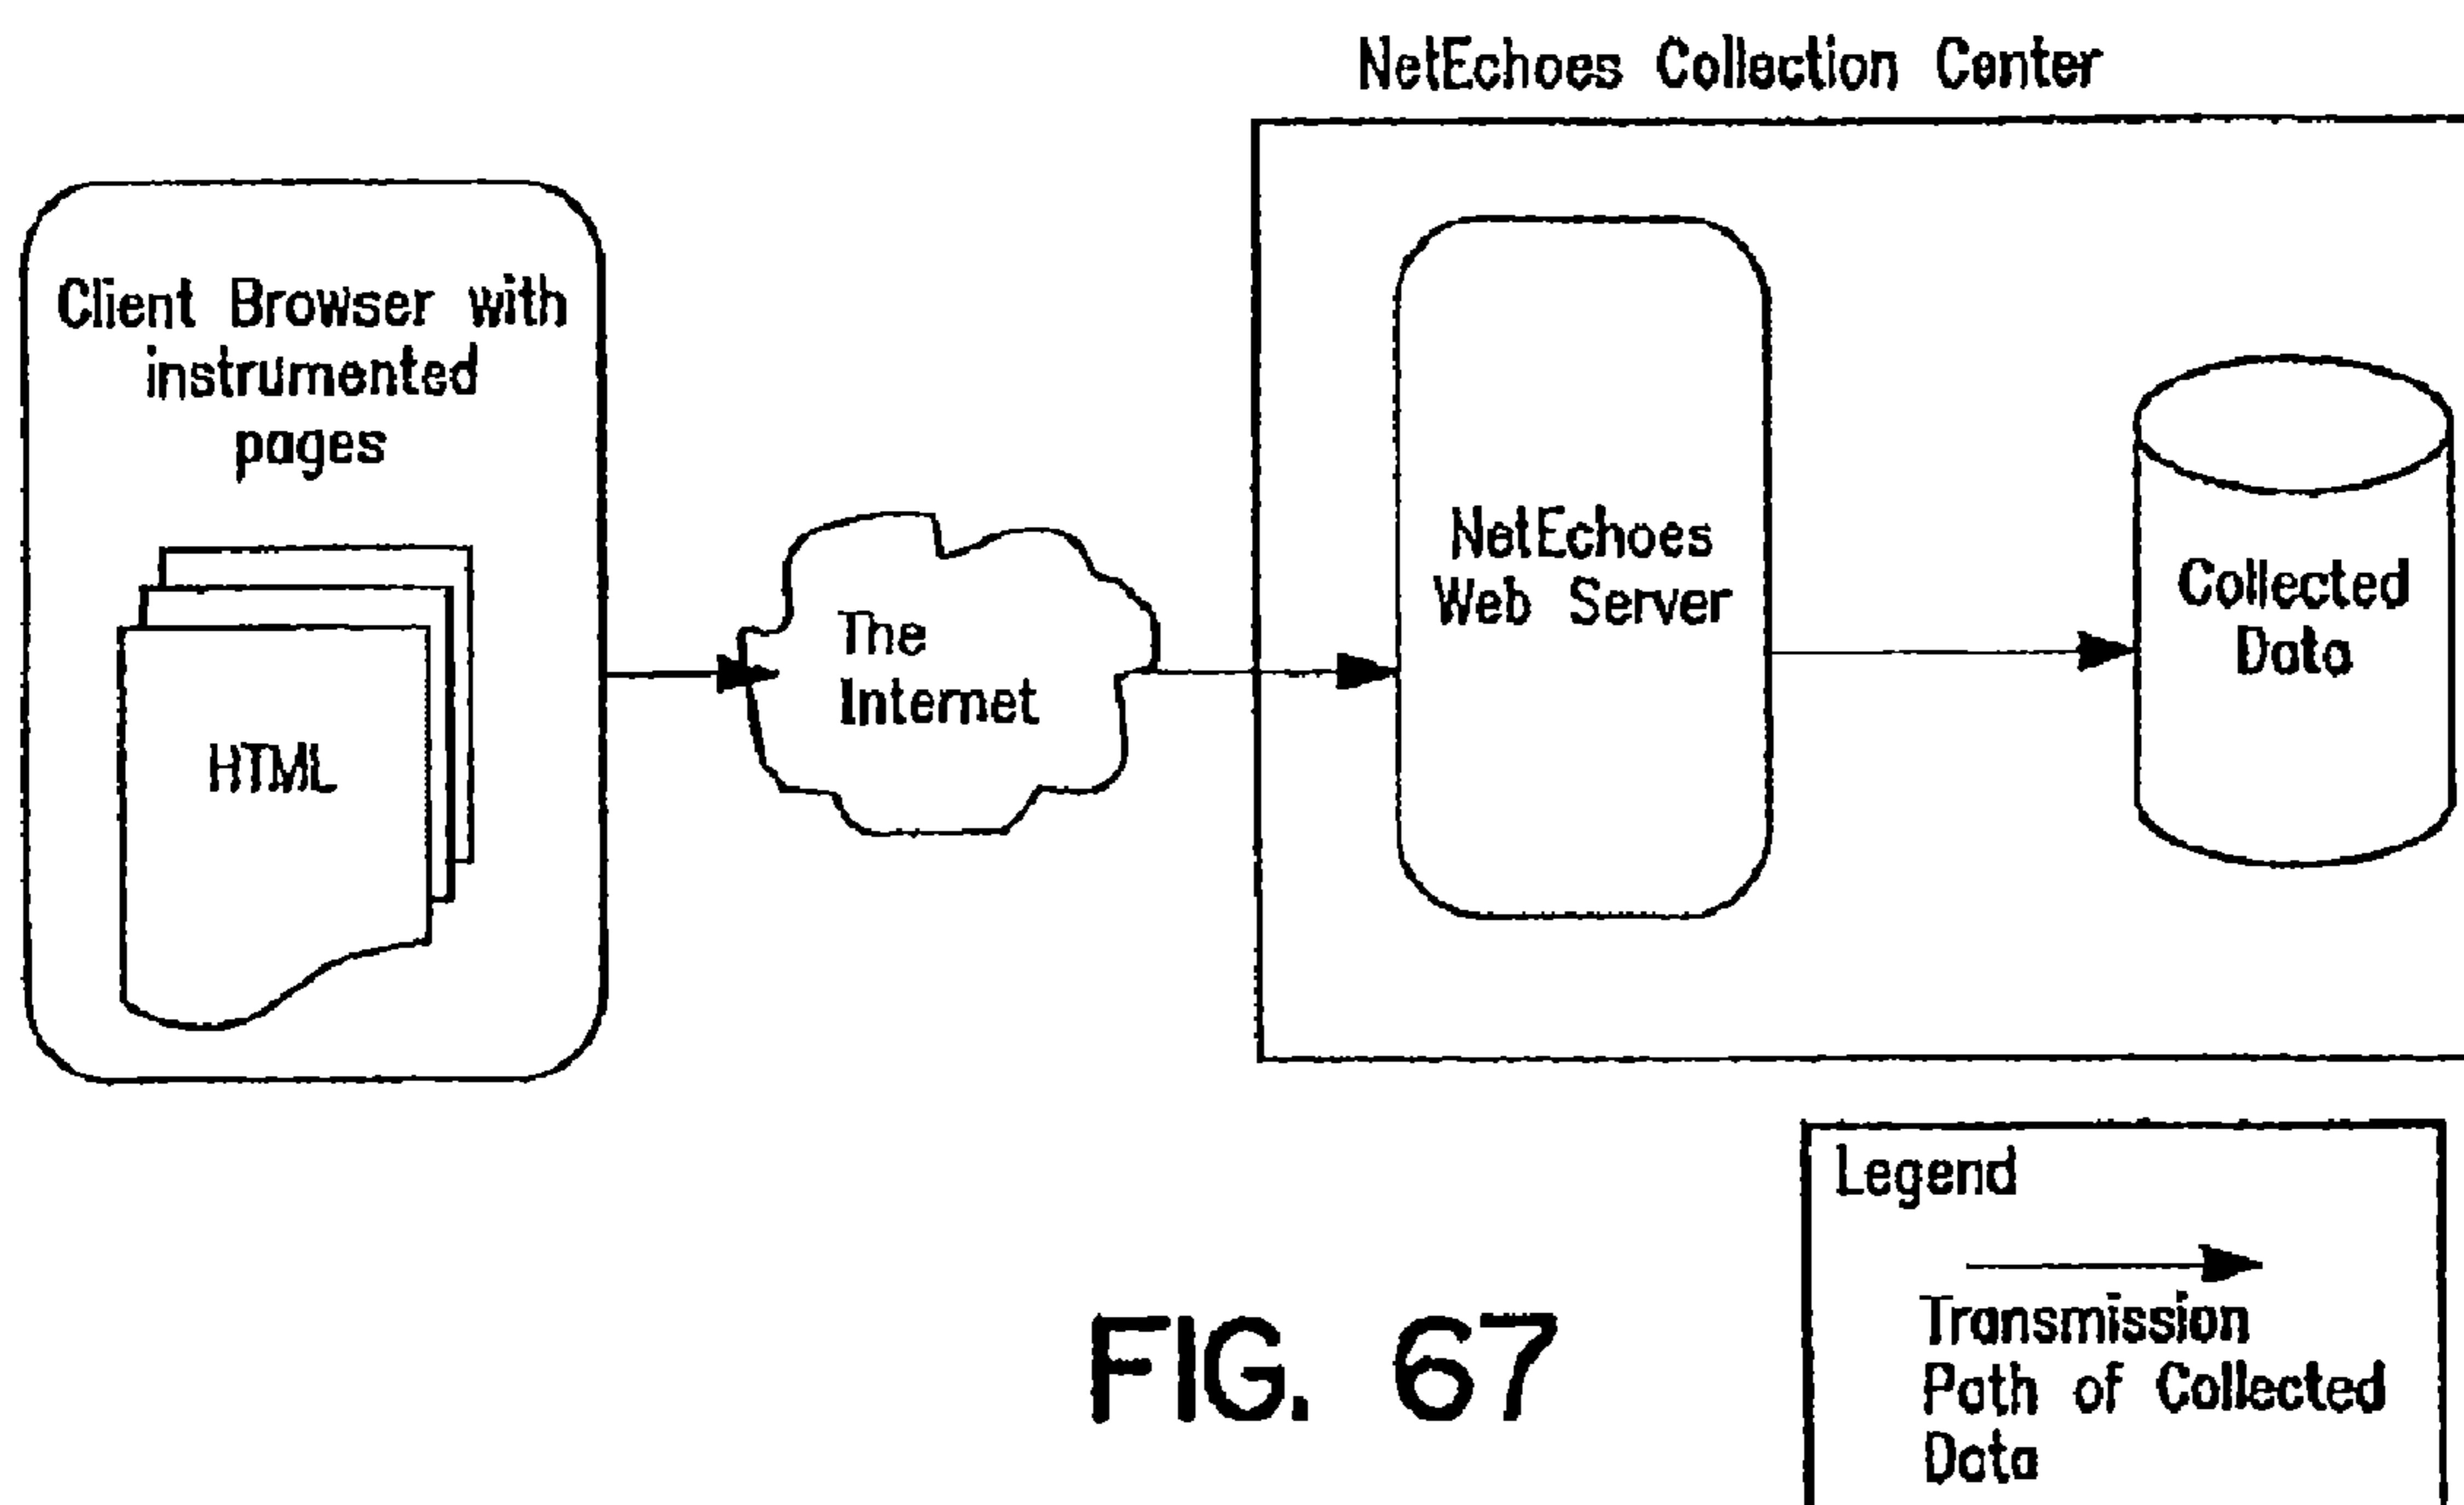 NetEchoes Collection Center
Client Browser with
instrumented
pages
HTML
The
Internet
NetEchoes
Web Server
Collected
Data
Legend
Transmission
Path of Collected
Data
FIG. 67